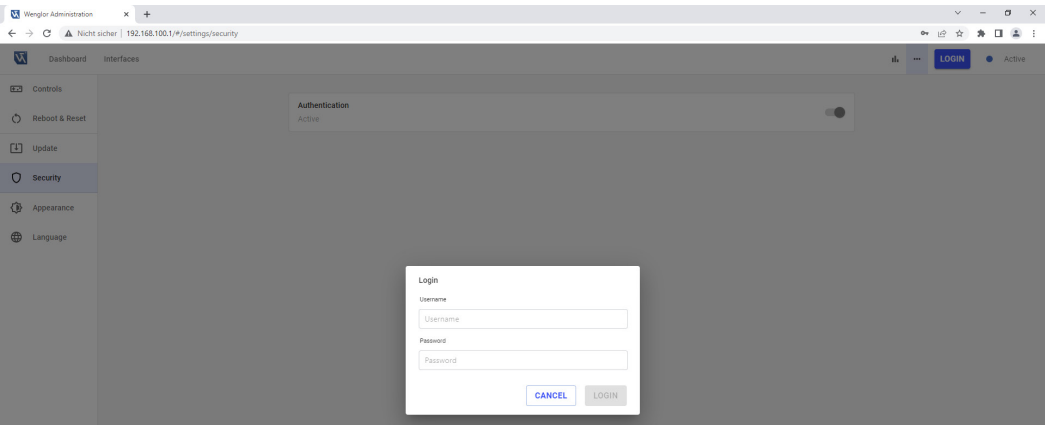 Wenglor Administration
Nicht sicher | 192.168.100.1/#/settings/security
Dashboard Interfaces LOGIN Active
Controls
Reboot & Reset
Update
Security
Appearance
Language
Authentication
Active
Login
Username
Username
Password
Password
CANCEL LOGIN